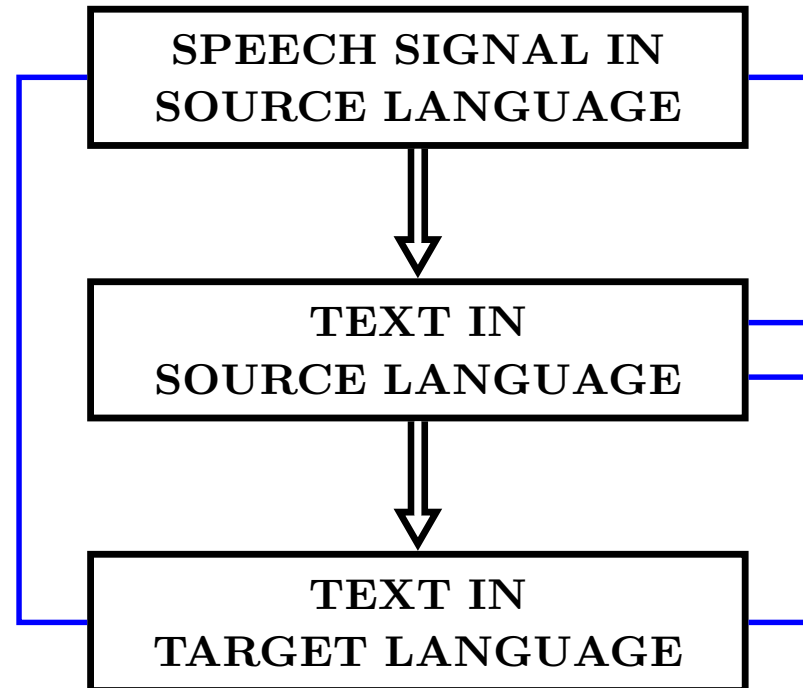 SPEECH SIGNAL IN
SOURCE LANGUAGE
TEXT IN
SOURCE LANGUAGE
TEXT IN
TARGET LANGUAGE